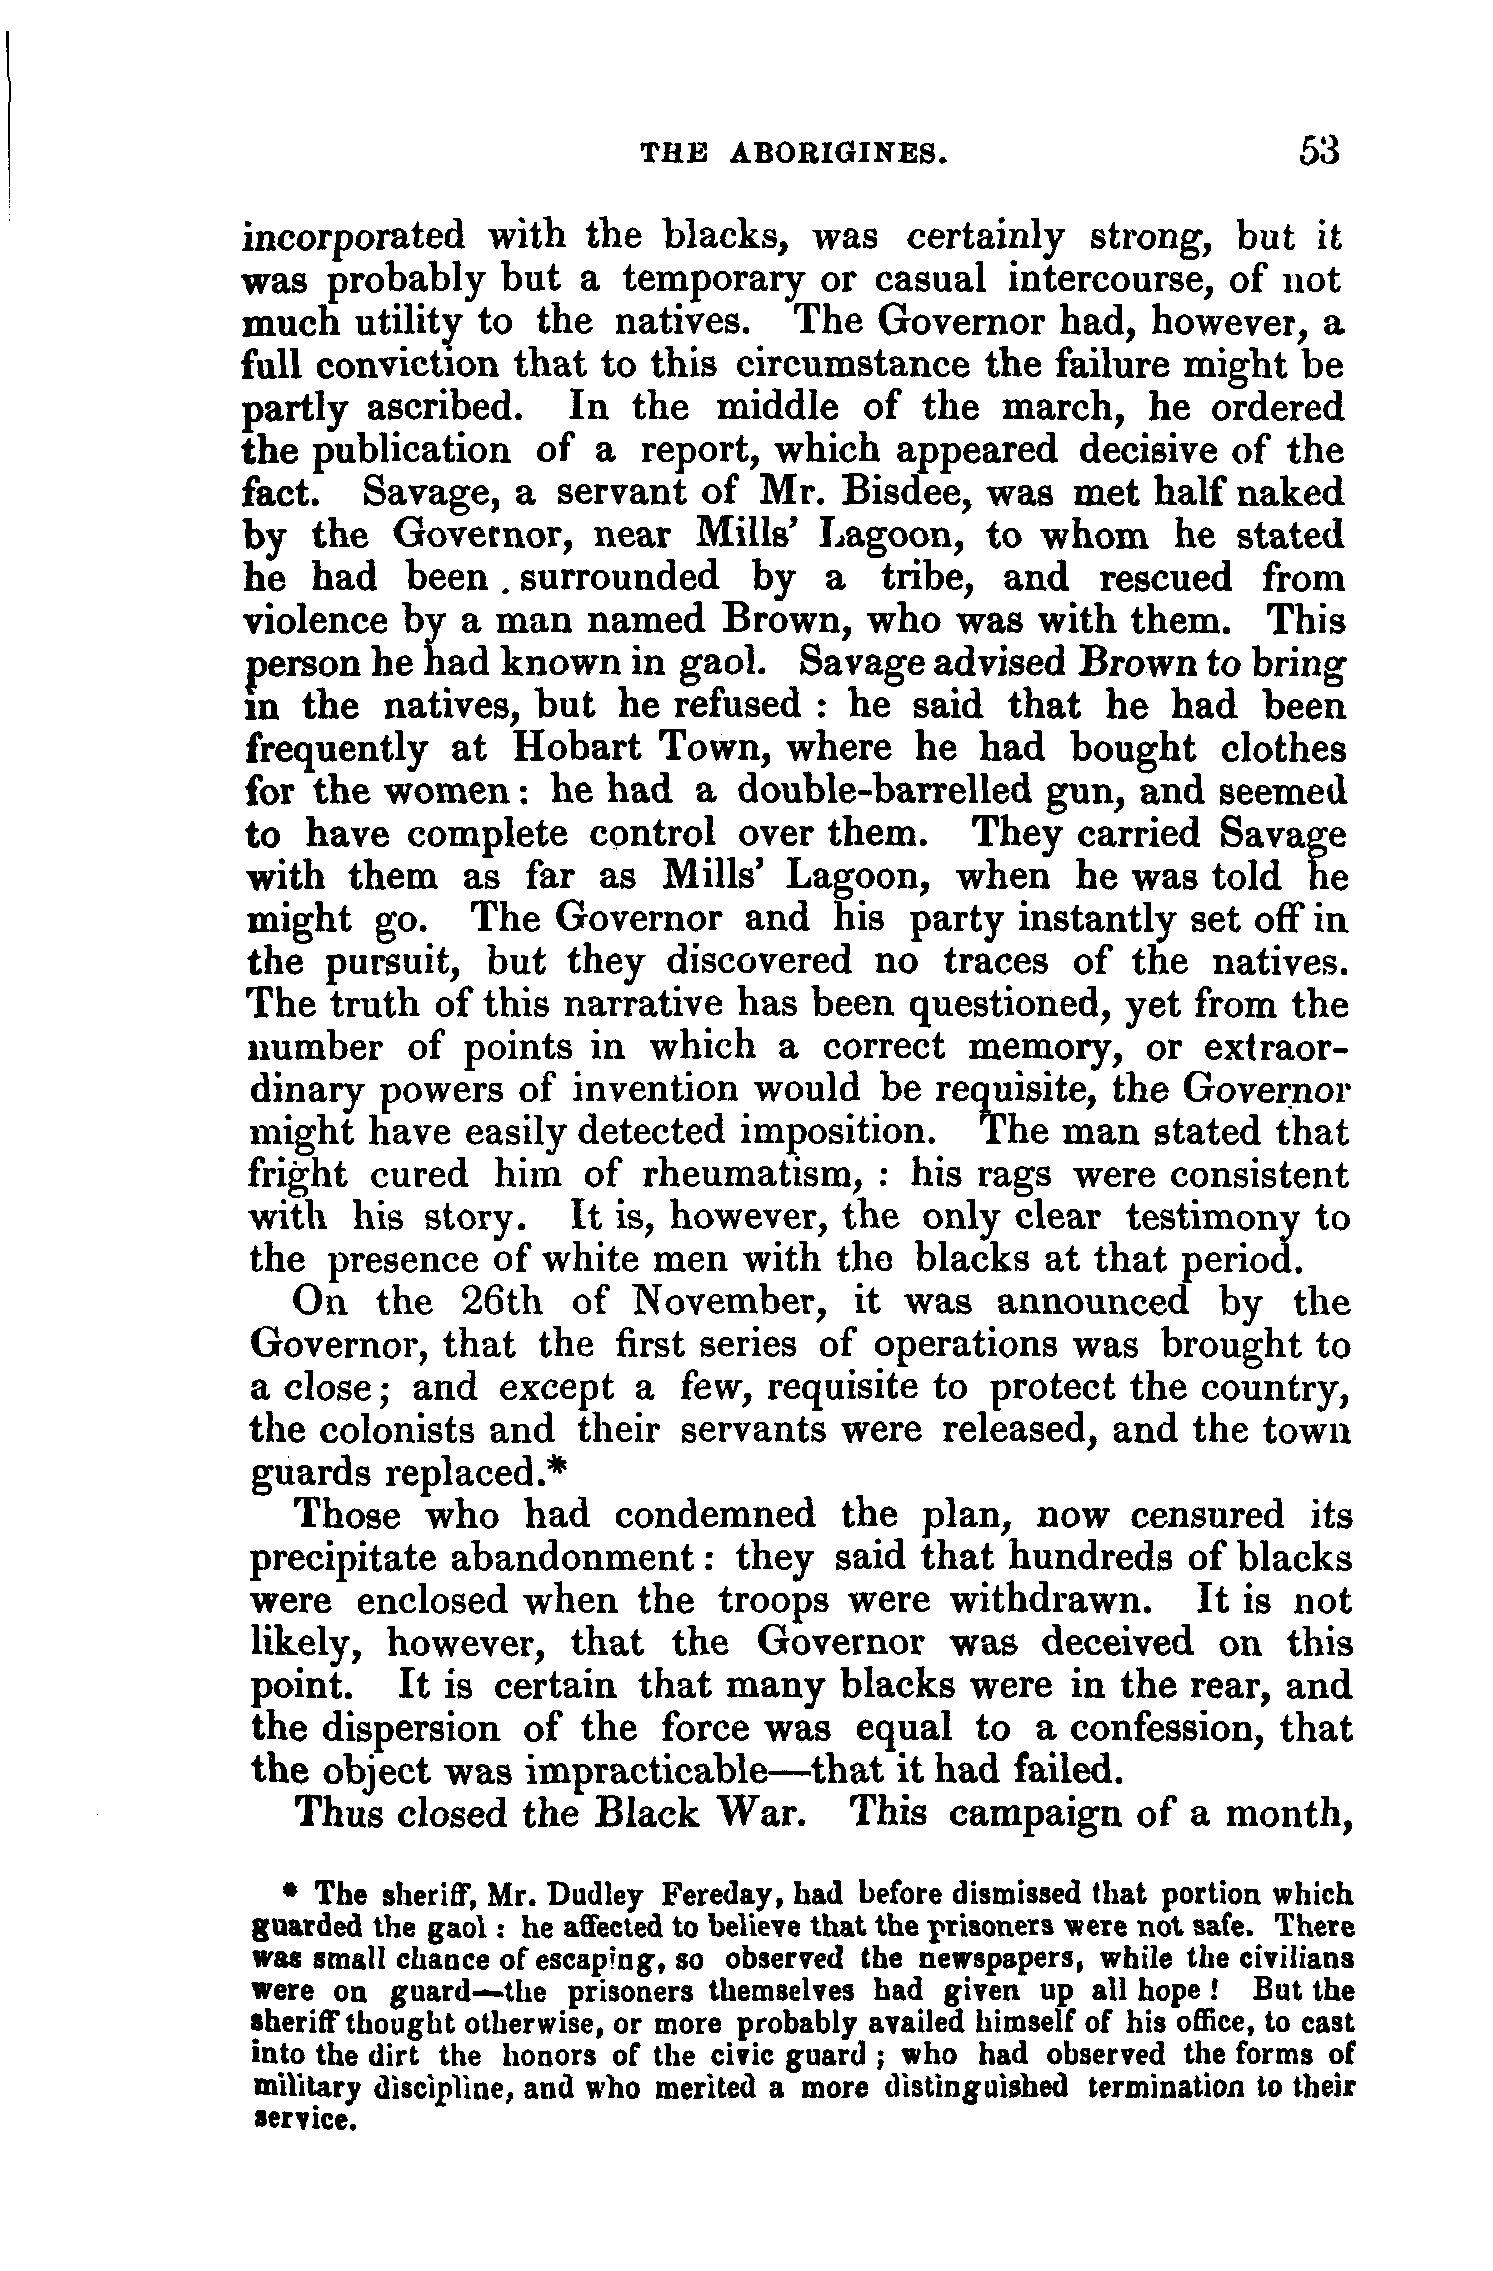 THE ABORIGINES. 53
incorporated with the blacks, was certainly strong, but it
was probably but a temporary or casual intercourse, of not
much utility to the natives. The Governor had, however, a
full conviction that to this circumstance the failure might be
partly ascribed. In the middle of the march, he ordered
the publication of a report, which appeared decisive of the
fact. Savage, a servant of Mr. Bisdee, was met half naked
by the Governor, near Mills' Lagoon, to whom he stated
he had been . surrounded by a tribe, and rescued from
violence by a man named Brown, who was with them. This
person he had known in gaol. Savage advised Brown to bring
in the natives, but he refused : he said that he had been
frequently at Hobart Town, where he had bought clothes
for the women : he had a double-barrelled gun, and seemed
to have complete control over them. They carried Savage
with them as far as Mills' Lagoon, when he was told he
might go. The Governor and his party instantly set off in
the pursuit, but they discovered no traces of the natives.
The truth of this narrative has been questioned, yet from the
number of points in which a correct memory, or extraor-
dinary powers of invention would be requisite, the Governor
might have easily detected imposition. The man stated that
fright cured him of rheumatism, : his rags were consistent
with his story. It is, however, the only clear testimony to
the presence of white men with the blacks at that period.
On the 26th of November, it was announced by the
Governor, that the first series of operations was brought to
a close ; and except a few, requisite to protect the country,
the colonists and their servants were released, and the town
guards replaced.*
Those who had condemned the plan, now censured its
precipitate abandonment : they said that hundreds of blacks
were enclosed when the troops were withdrawn. It is not
likely, however, that the Governor was deceived on this
point. It is certain that many blacks were in the rear, and
the dispersion of the force was equal to a confession, that
the object was impracticable—that it had failed.
Thus closed the Black War. This campaign of a month,
* The sheriff, Mr. Dudley Fereday, had before dismissed that portion which
guarded the gaol : he affected to believe that the prisoners were not safe. There
was small chance of escaping, so observed the newspapers, while the civilians
were on guard—the prisoners themselves had given up all hope ! But the
sheriff thought otherwise, or more probably availed himself of his office, to cast
into the dirt the honors of the civic guard ; who had observed the forms of
military discipline, and who merited a more distinguished termination to their
service.